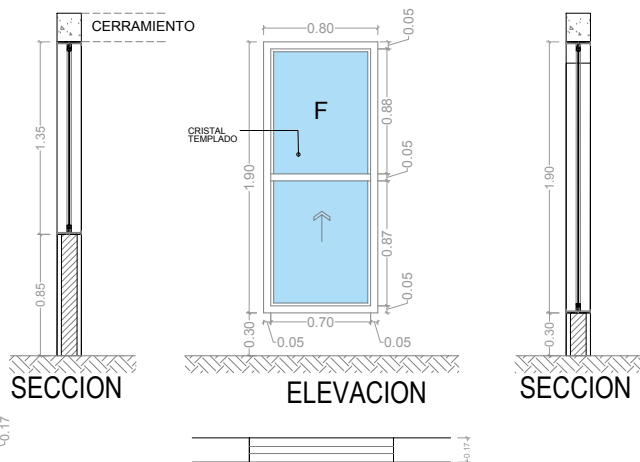 CERRAMIENTO
1.35
0.85
SECCION
0.17
0.80
0.05
F
CRISTAL
TEMPLADO
0.88
1.90
0.05
0.87
0.05
0.30
0.70
0.05
0.05
ELEVACION
1.90
0.30
SECCION
0.17